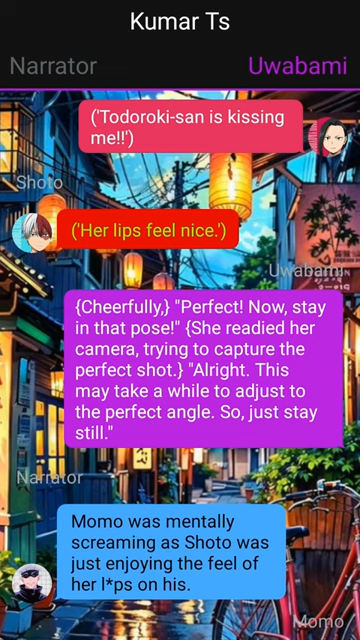 Kumar Ts
Narrator
Uwabami
('Todoroki-san is kissing
me!!')
Shoto
('Her lips feel nice.')
Uwabami
{Cheerfully,} "Perfect! Now, stay
in that pose!" {She readied her
camera, trying to capture the
perfect shot.} "Alright. This
may take a while to adjust to
the perfect angle. So, just stay
still."
Narrator
Momo was mentally
screaming as Shoto was
just enjoying the feel of
her l*ps on his.
Momo